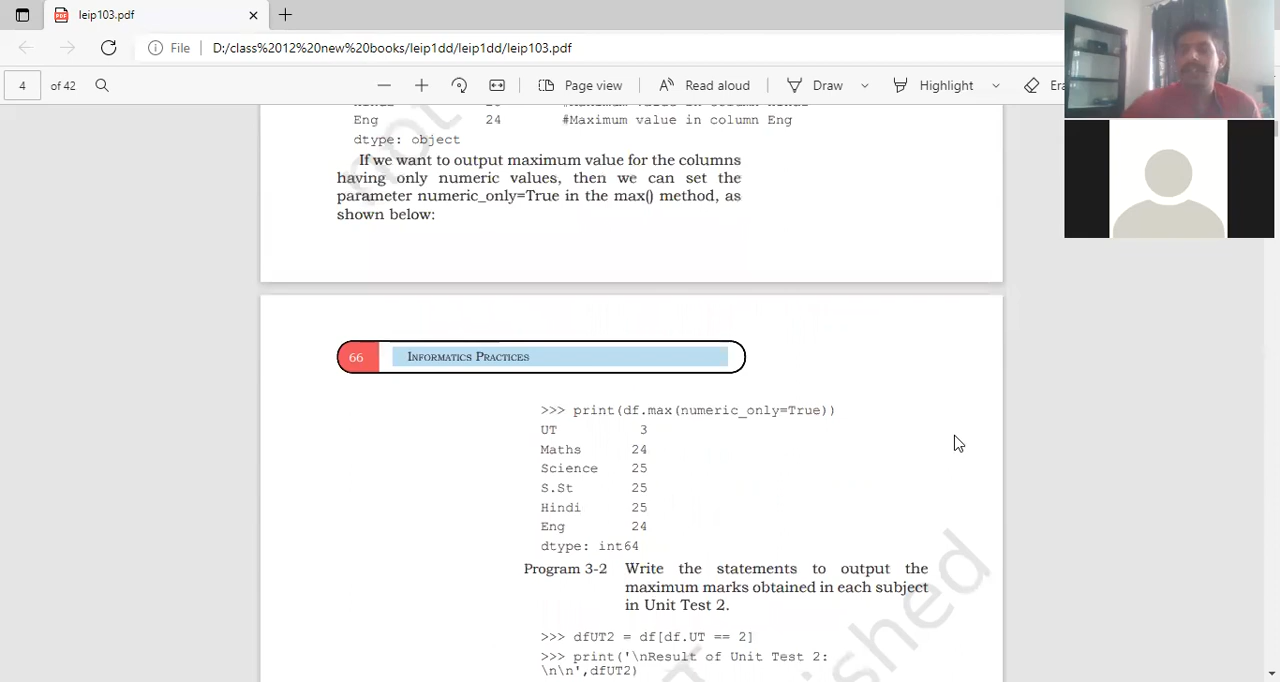 leip103.pdf
File D:/class%2012%20new%20books/leip1dd/leip1dd/leip103.pdf
4 of 42 Page view Read aloud Draw Highlight
Eng 24 #Maximum value in column Eng
dtype: object
If we want to output maximum value for the columns
having only numeric values, then we can set the
parameter numeric_only=True in the max() method, as
shown below:
66 Informatics Practices
>>> print(df.max(numeric_only=True))
UT 3
Maths 24
Science 25
S.St 25
Hindi 25
Eng 24
dtype: int64
Program 3-2 Write the statements to output the
maximum marks obtained in each subject
in Unit Test 2.
>>> dfUT2 = df[df.UT == 2]
>>> print('\nResult of Unit Test 2:
\n\n',dfUT2)